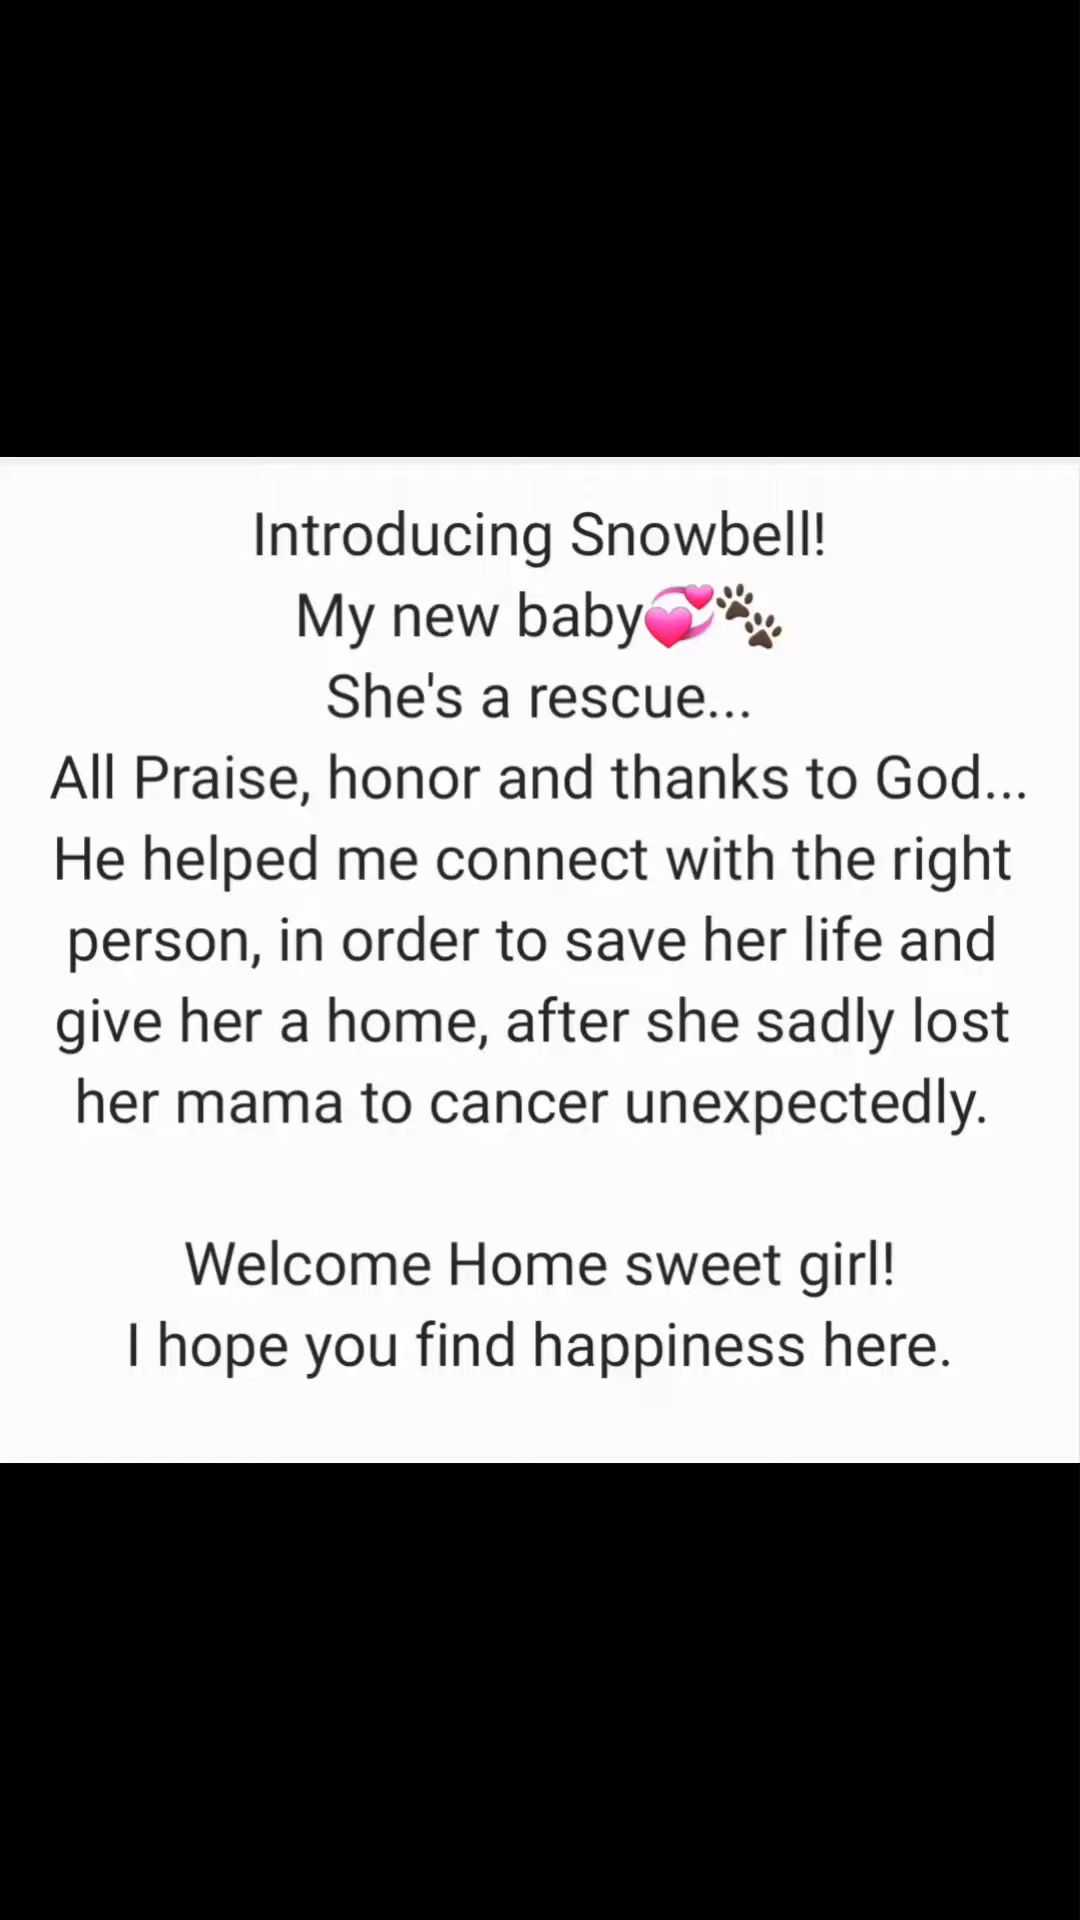 Introducing Snowbell!
My new baby💞🐾
She's a rescue...
All Praise, honor and thanks to God...
He helped me connect with the right
person, in order to save her life and
give her a home, after she sadly lost
her mama to cancer unexpectedly.
Welcome Home sweet girl!
I hope you find happiness here.